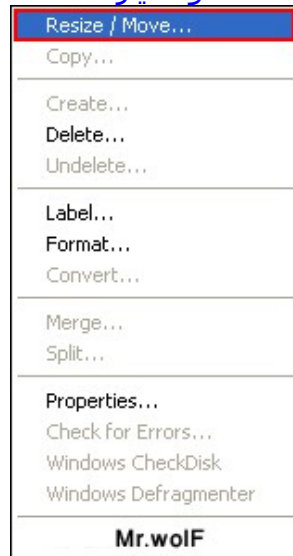 Resize / Move...
Copy...
Create...
Delete...
Undelete...
Label...
Format...
Convert...
Merge...
Split...
Properties...
Check for Errors...
Windows CheckDisk
Windows Defragmenter
Mr.wolF